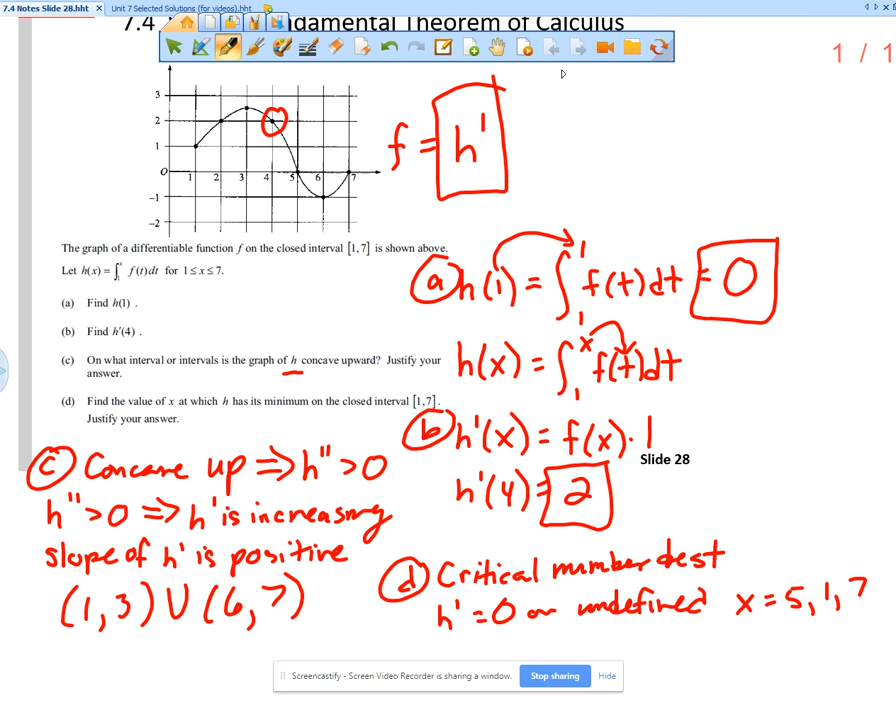 7.4 Notes Slide 28.hht
Unit 7 Selected Solutions (for videos).hht
7.4 ndamental Theorem of Calculus
1 / 1
3
2
1
O 1 2 3 4 5 6 7
−1
−2
f = h'
The graph of a differentiable function f on the closed interval [1,7] is shown above.
Let h(x) = ∫₁ˣ f(t) dt for 1 ≤ x ≤ 7.
(a) Find h(1) .
(b) Find h′(4) .
(c) On what interval or intervals is the graph of h concave upward? Justify your
answer.
(d) Find the value of x at which h has its minimum on the closed interval [1,7].
Justify your answer.
(a) h(1) = ∫₁¹ f(t)dt = 0
h(x) = ∫₁ˣ f(t)dt
(b) h'(x) = f(x)·1
Slide 28
h'(4) = 2
(c) Concave up ⇒ h">0
h">0 ⇒ h' is increasing
slope of h' is positive
(1,3) U (6,7)
(d) Critical number test
h'=0 or undefined x = 5, 1, 7
Screencastify - Screen Video Recorder is sharing a window.
Stop sharing
Hide